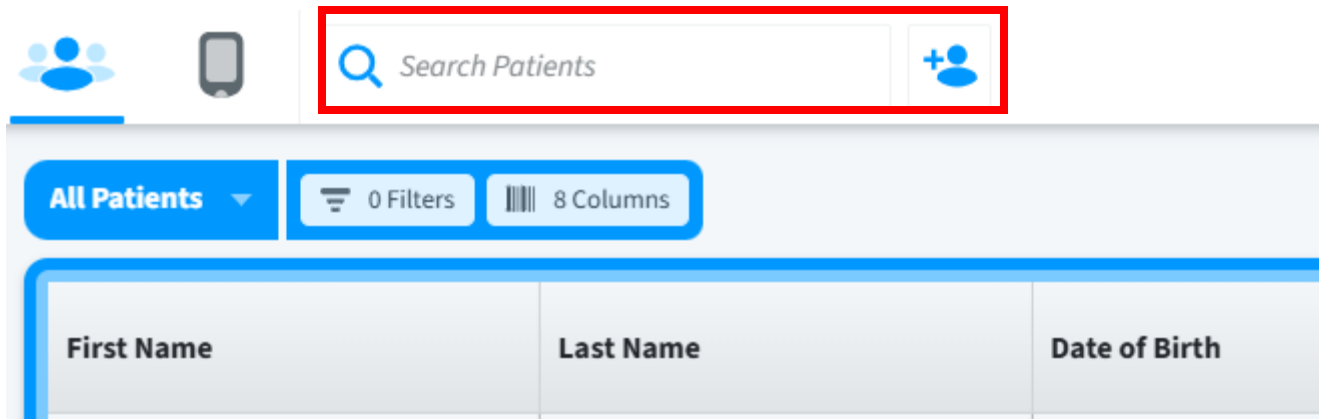 Search Patients
All Patients 0 Filters 8 Columns
First Name Last Name Date of Birth